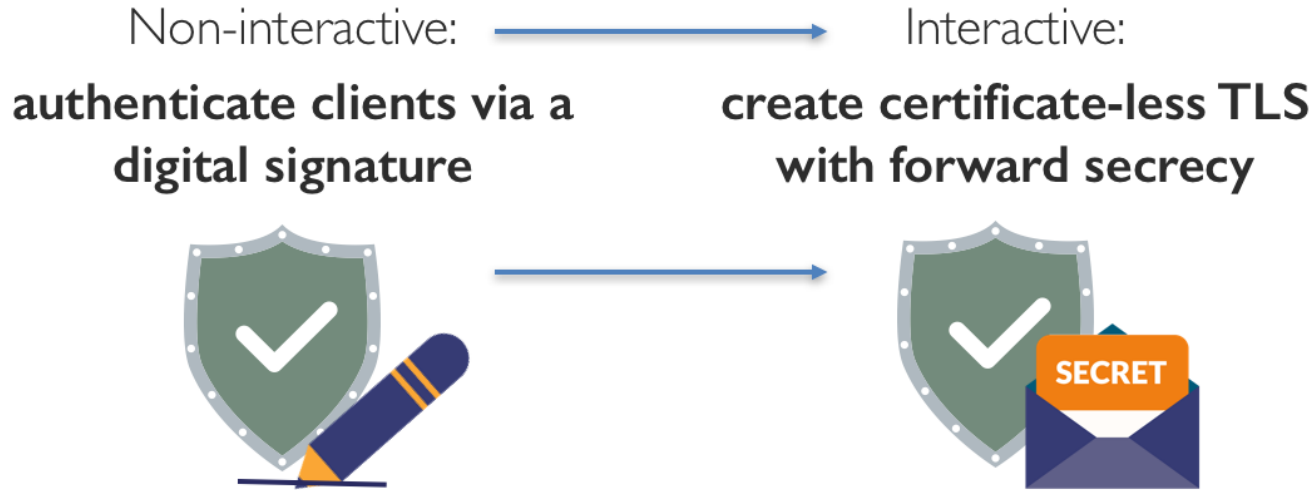 Non-interactive:
authenticate clients via a
digital signature
Interactive:
create certificate-less TLS
with forward secrecy
SECRET